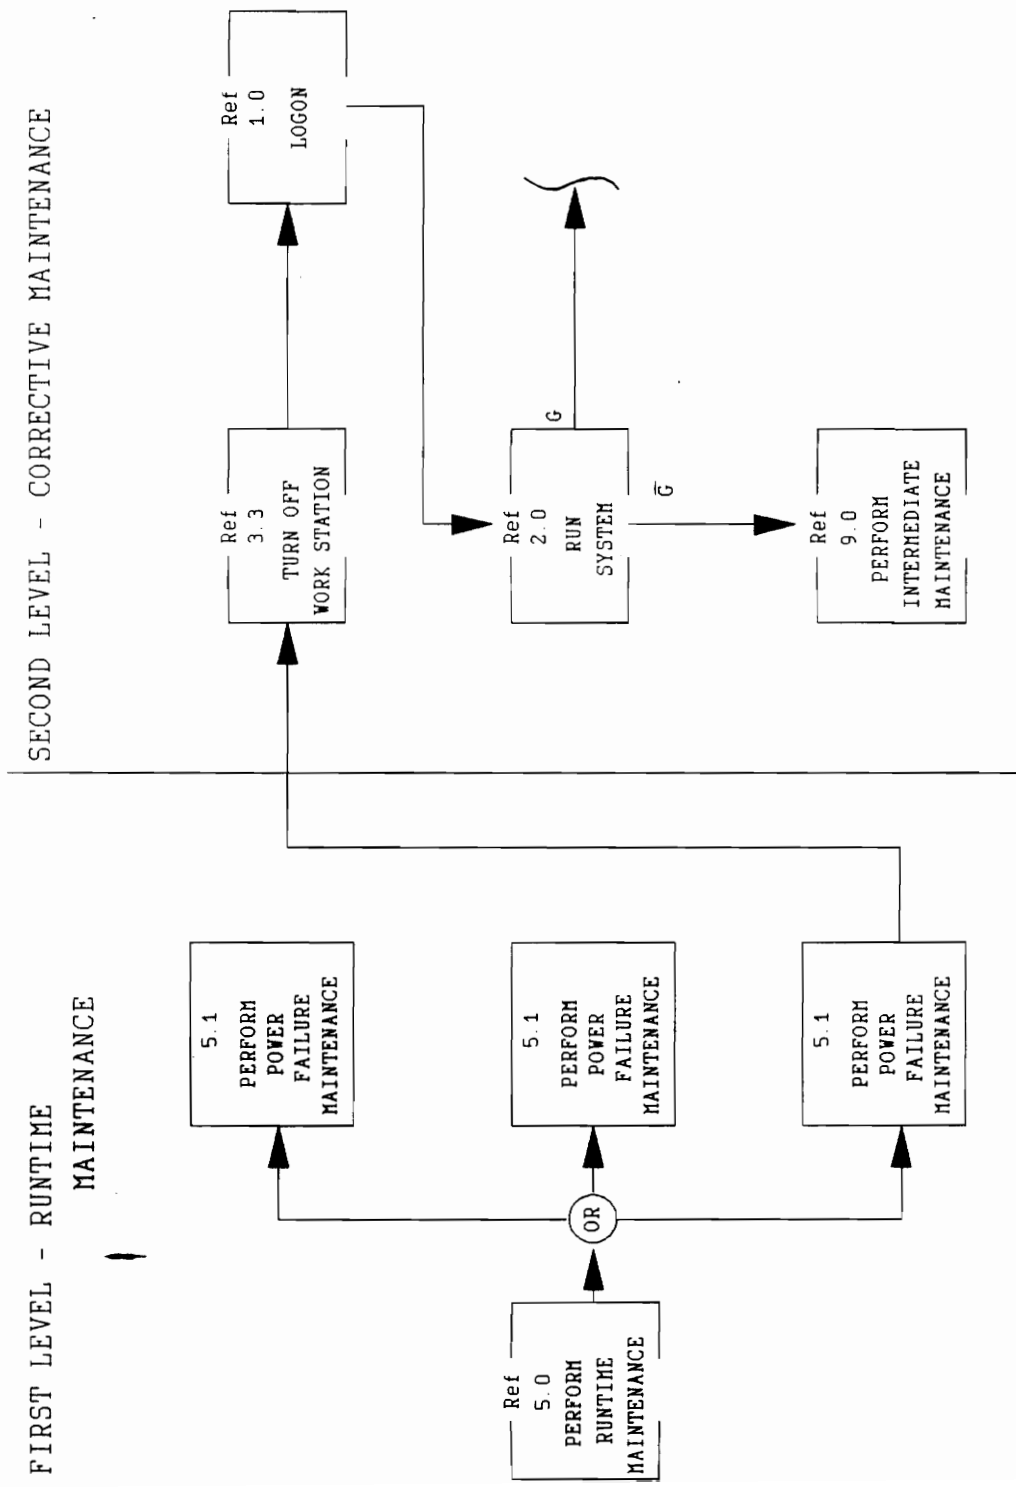 FIRST LEVEL - RUNTIME
MAINTENANCE
SECOND LEVEL - CORRECTIVE MAINTENANCE
Ref
5.0
PERFORM
RUNTIME
MAINTENANCE
OR
5.1
PERFORM
POWER
FAILURE
MAINTENANCE
5.1
PERFORM
POWER
FAILURE
MAINTENANCE
5.1
PERFORM
POWER
FAILURE
MAINTENANCE
Ref
3.3
TURN OFF
WORK STATION
Ref
1.0
LOGON
Ref
2.0
RUN
SYSTEM
G
G̅
Ref
9.0
PERFORM
INTERMEDIATE
MAINTENANCE